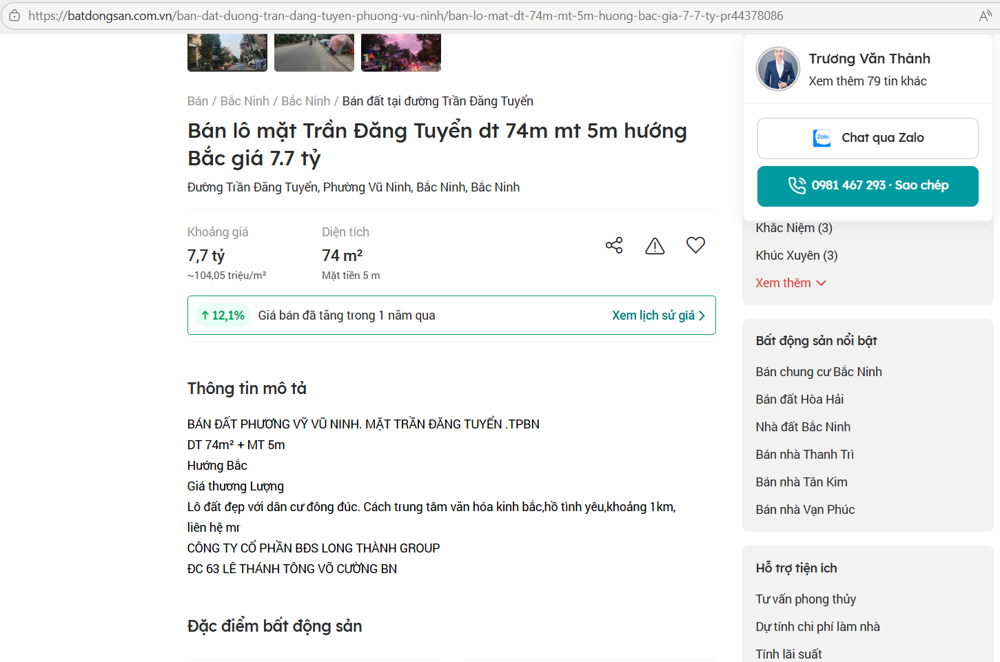 https://batdongsan.com.vn/ban-dat-duong-tran-dang-tuyen-phuong-vu-ninh/ban-lo-mat-dt-74m-mt-5m-huong-bac-gia-7-7-ty-pr44378086
Bán / Bắc Ninh / Bắc Ninh / Bán đất tại đường Trần Đăng Tuyển
Bán lô mặt Trần Đăng Tuyển dt 74m mt 5m hướng
Bắc giá 7.7 tỷ
Đường Trần Đăng Tuyển, Phường Vũ Ninh, Bắc Ninh, Bắc Ninh
Khoảng giá
Diện tích
7,7 tỷ
74 m²
~104,05 triệu/m²
Mặt tiền 5 m
12,1%
Giá bán đã tăng trong 1 năm qua
Xem lịch sử giá
Thông tin mô tả
BÁN ĐẤT PHƯƠNG VỸ VŨ NINH. MẶT TRẦN ĐĂNG TUYỂN .TPBN
DT 74m² + MT 5m
Hướng Bắc
Giá thương Lượng
Lô đất đẹp với dân cư đông đúc. Cách trung tâm văn hóa kinh bắc,hồ tình yêu,khoảng 1km,
liên hệ mr
CÔNG TY CỔ PHẦN BĐS LONG THÀNH GROUP
ĐC 63 LÊ THÁNH TÔNG VÕ CƯỜNG BN
Đặc điểm bất động sản
Trương Văn Thành
Xem thêm 79 tin khác
Zalo
Chat qua Zalo
0981 467 293 · Sao chép
Khắc Niệm (3)
Khúc Xuyên (3)
Xem thêm
Bất động sản nổi bật
Bán chung cư Bắc Ninh
Bán đất Hòa Hải
Nhà đất Bắc Ninh
Bán nhà Thanh Trì
Bán nhà Tân Kim
Bán nhà Vạn Phúc
Hỗ trợ tiện ích
Tư vấn phong thủy
Dự tính chi phí làm nhà
Tính lãi suất